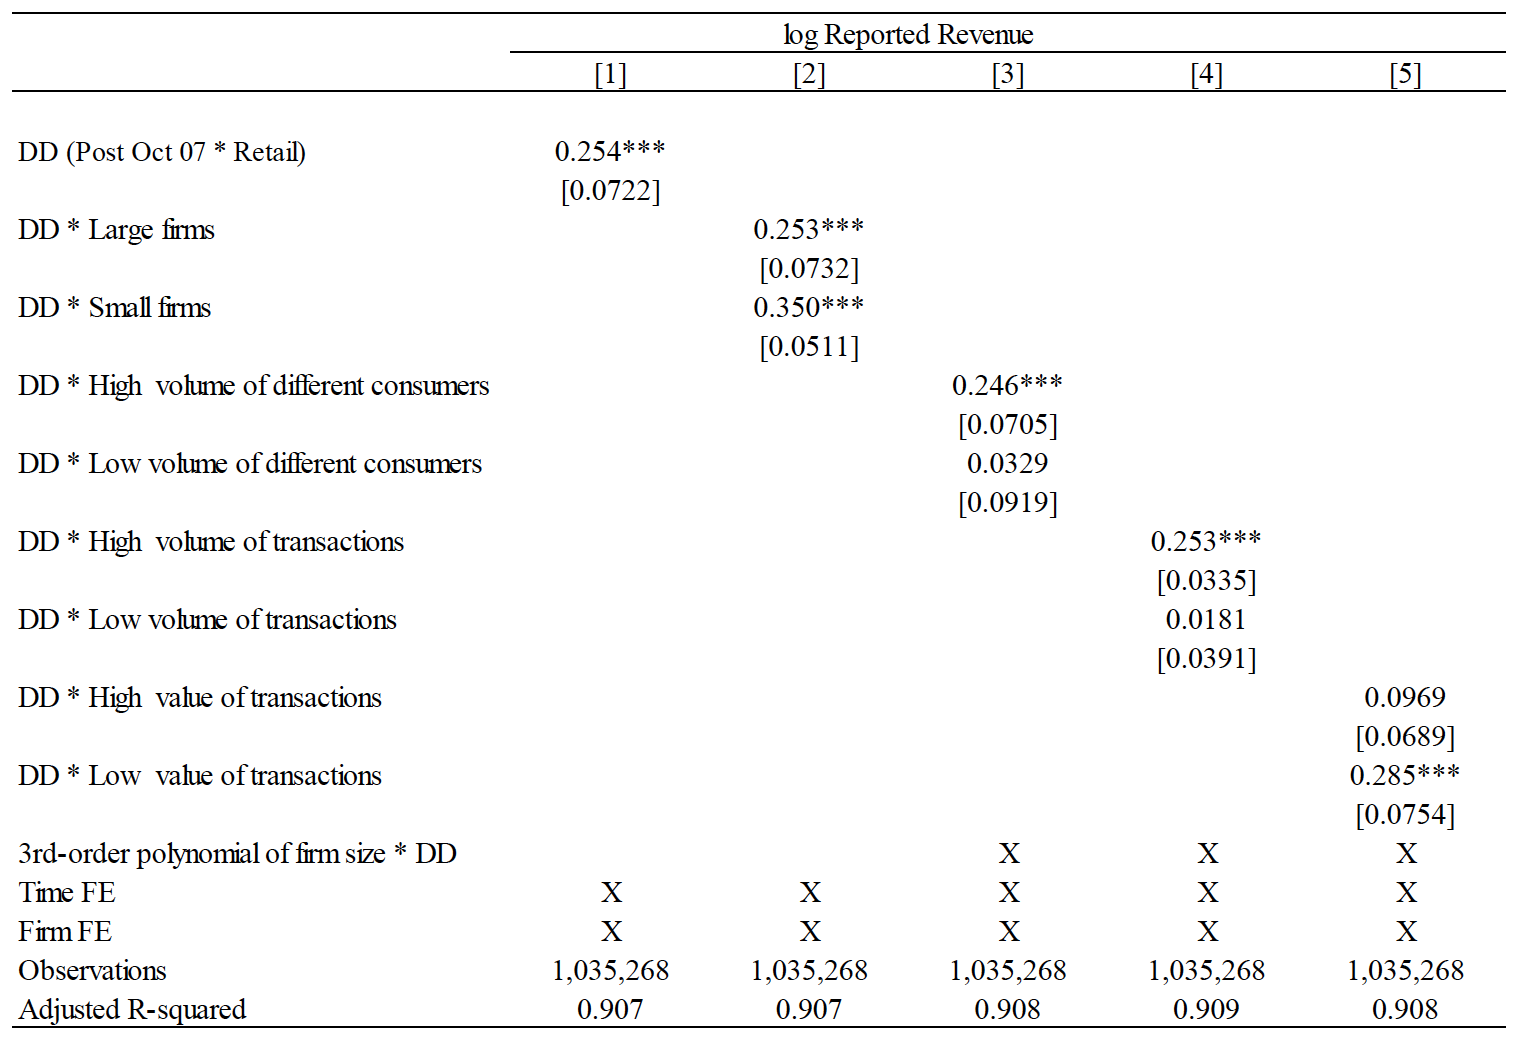 log Reported Revenue
[1] [2] [3] [4] [5]
DD (Post Oct 07 * Retail) 0.254***
[0.0722]
DD * Large firms 0.253***
[0.0732]
DD * Small firms 0.350***
[0.0511]
DD * High volume of different consumers 0.246***
[0.0705]
DD * Low volume of different consumers 0.0329
[0.0919]
DD * High volume of transactions 0.253***
[0.0335]
DD * Low volume of transactions 0.0181
[0.0391]
DD * High value of transactions 0.0969
[0.0689]
DD * Low value of transactions 0.285***
[0.0754]
3rd-order polynomial of firm size * DD X X X
Time FE X X X X X
Firm FE X X X X X
Observations 1,035,268 1,035,268 1,035,268 1,035,268 1,035,268
Adjusted R-squared 0.907 0.907 0.908 0.909 0.908